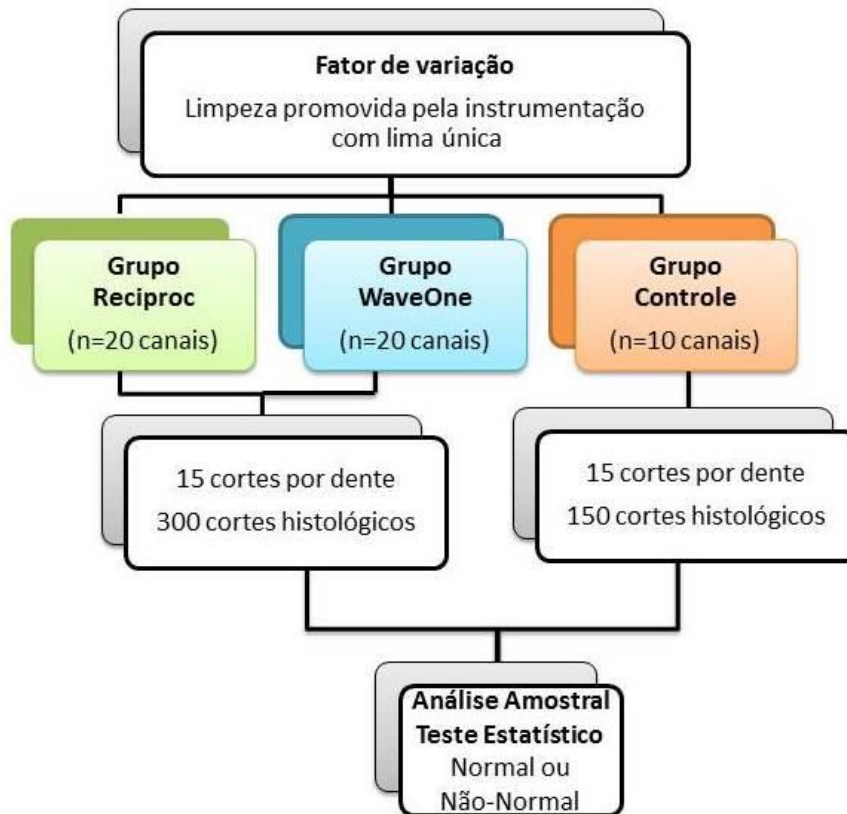 Fator de variação
Limpeza promovida pela instrumentação
com lima única
Grupo
Reciproc
(n=20 canais)
Grupo
WaveOne
(n=20 canais)
Grupo
Controle
(n=10 canais)
15 cortes por dente
300 cortes histológicos
15 cortes por dente
150 cortes histológicos
Análise Amostral
Teste Estatístico
Normal ou
Não-Normal